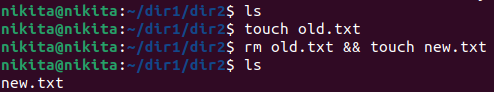 nikita@nikita:~/dir1/dir2$ ls
nikita@nikita:~/dir1/dir2$ touch old.txt
nikita@nikita:~/dir1/dir2$ rm old.txt && touch new.txt
nikita@nikita:~/dir1/dir2$ ls
new.txt